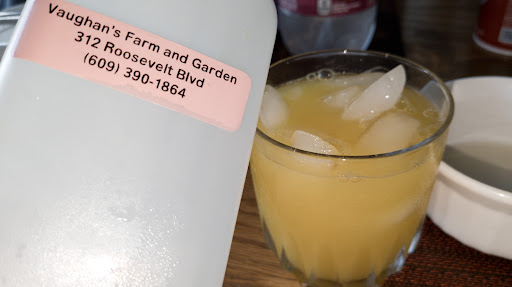 Vaughan's Farm and Garden
312 Roosevelt Blvd
(609) 390-1864